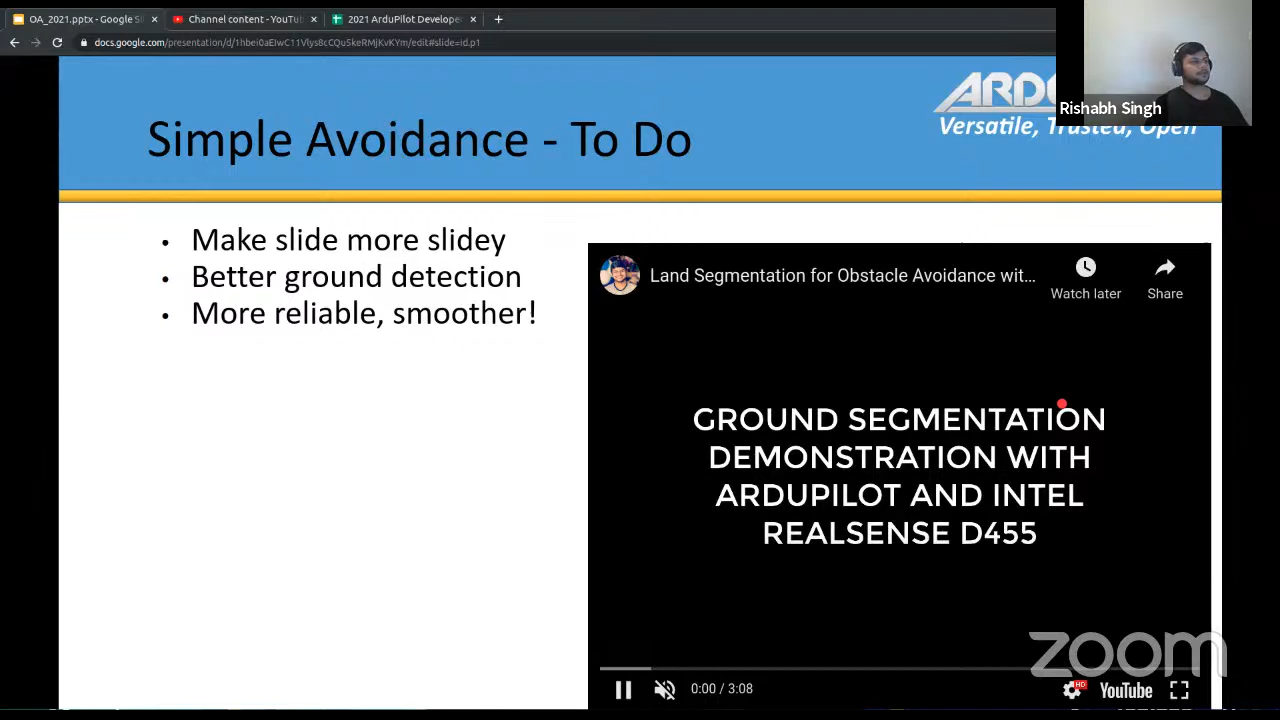 OA_2021.pptx - Google Sl
Channel content - YouTu
2021 ArduPilot Develope
docs.google.com/presentation/d/1hbei0aEIwC11Vlys8cCQu5keRMJKvKYm/edit#slide=id.p1
ARD
Rishabh Singh
Versatile, Trusted, Open
Simple Avoidance - To Do
• Make slide more slidey
• Better ground detection
• More reliable, smoother!
Land Segmentation for Obstacle Avoidance wit...
Watch later
Share
GROUND SEGMENTATION
DEMONSTRATION WITH
ARDUPILOT AND INTEL
REALSENSE D455
zoom
0:00 / 3:08
HD
YouTube